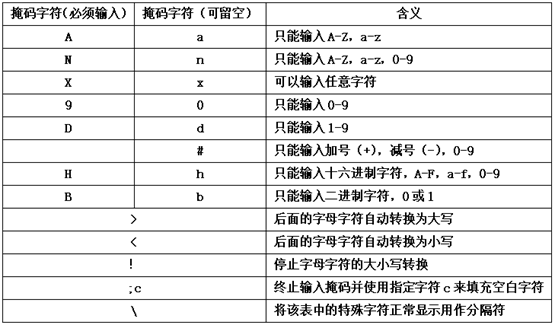 掩码字符(必须输入) 掩码字符（可留空） 含义
A a 只能输入A-Z，a-z
N n 只能输入A-Z，a-z，0-9
X x 可以输入任意字符
9 0 只能输入0-9
D d 只能输入1-9
# 只能输入加号（+），减号（-），0-9
H h 只能输入十六进制字符，A-F，a-f，0-9
B b 只能输入二进制字符，0或1
> 后面的字母字符自动转换为大写
< 后面的字母字符自动转换为小写
! 停止字母字符的大小写转换
;c 终止输入掩码并使用指定字符c来填充空白字符
\ 将该表中的特殊字符正常显示用作分隔符